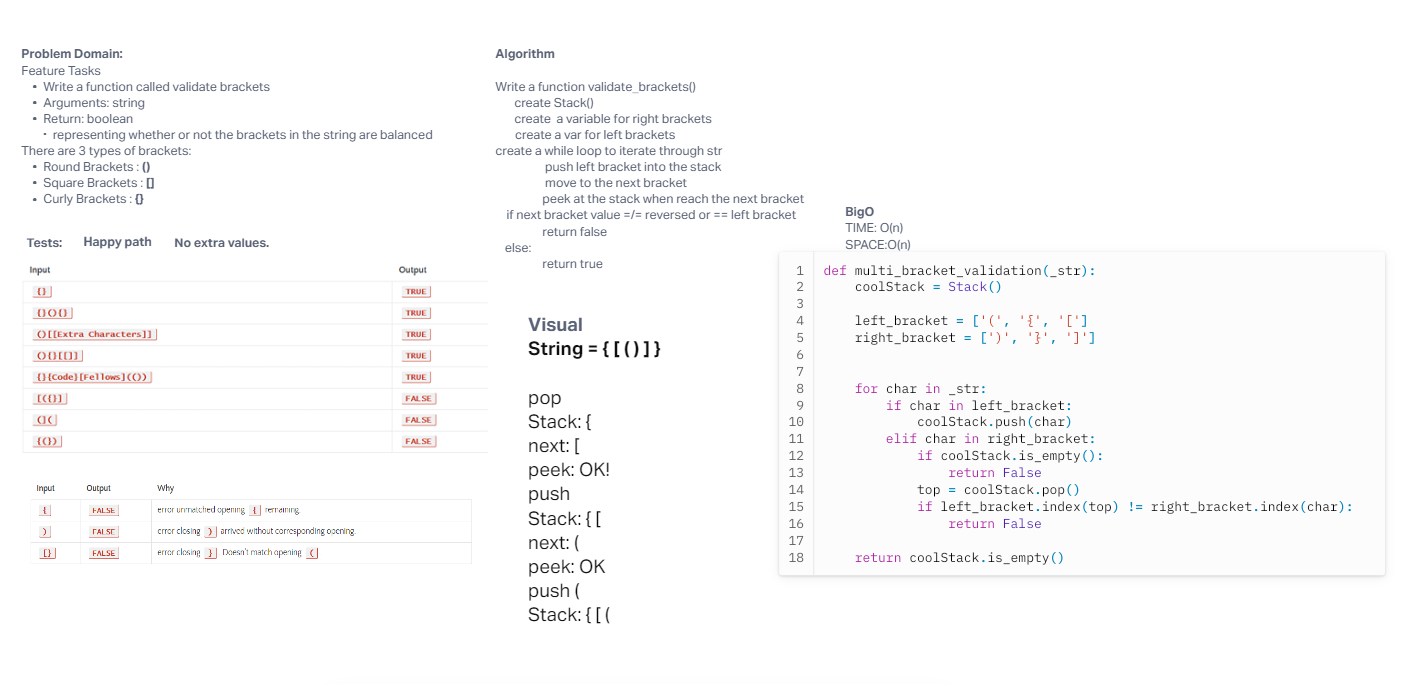 Problem Domain:
Feature Tasks
• Write a function called validate brackets
• Arguments: string
• Return: boolean
• representing whether or not the brackets in the string are balanced
There are 3 types of brackets:
• Round Brackets : ()
• Square Brackets : []
• Curly Brackets : {}
Tests: Happy path No extra values.
Input Output
{} TRUE
{}(){} TRUE
()[[Extra Characters]] TRUE
(){}[[]] TRUE
{}{Code}[Fellows](()) TRUE
[({}] FALSE
(]( FALSE
{(}) FALSE
Input Output Why
{ FALSE error unmatched opening { remaining.
) FALSE error closing ) arrived without corresponding opening.
[} FALSE error closing } Doesn't match opening (
Algorithm
Write a function validate_brackets()
create Stack()
create a variable for right brackets
create a var for left brackets
create a while loop to iterate through str
push left bracket into the stack
move to the next bracket
peek at the stack when reach the next bracket
if next bracket value =/= reversed or == left bracket
return false
else:
return true
Visual
String = { [ ( ) ] }
pop
Stack: {
next: [
peek: OK!
push
Stack: { [
next: (
peek: OK
push (
Stack: { [ (
BigO
TIME: O(n)
SPACE:O(n)
1 def multi_bracket_validation(_str):
2     coolStack = Stack()
3
4     left_bracket = ['(', '{', '[']
5     right_bracket = [')', '}', ']']
6
7
8     for char in _str:
9         if char in left_bracket:
10             coolStack.push(char)
11         elif char in right_bracket:
12             if coolStack.is_empty():
13                 return False
14             top = coolStack.pop()
15             if left_bracket.index(top) != right_bracket.index(char):
16                 return False
17
18     return coolStack.is_empty()